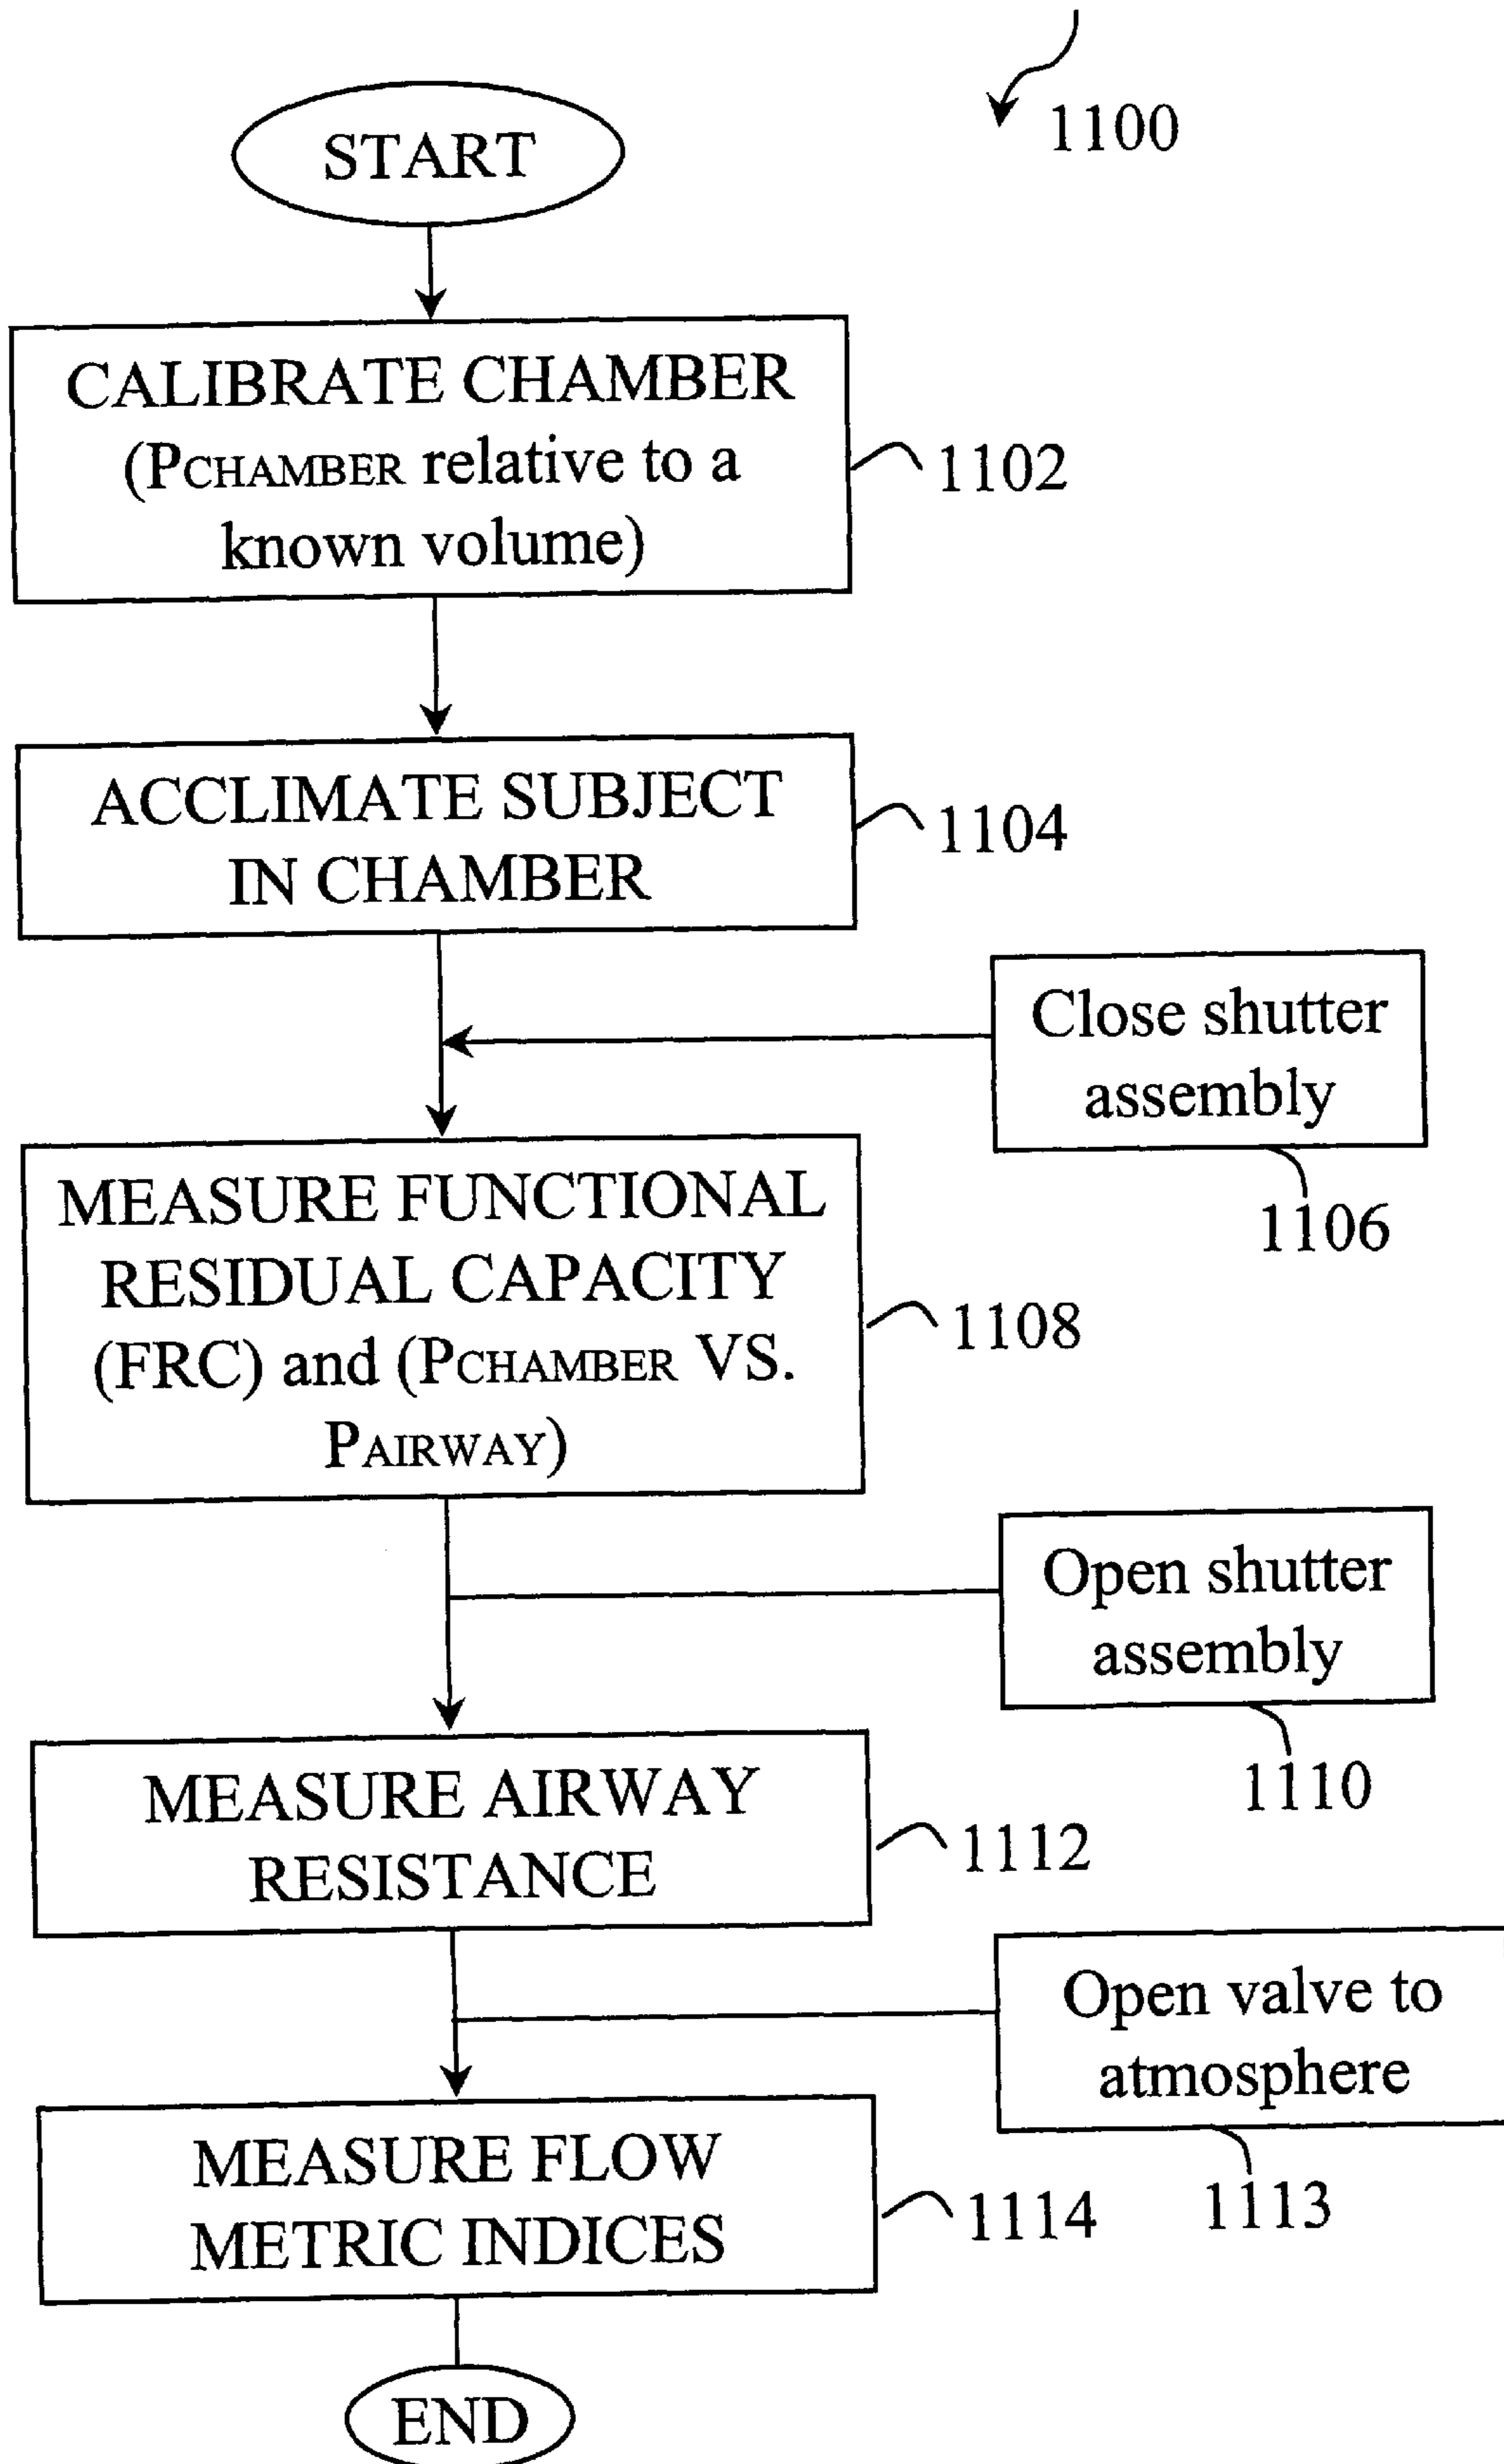 1100
START
CALIBRATE CHAMBER
(PCHAMBER relative to a
known volume)
1102
ACCLIMATE SUBJECT
IN CHAMBER
1104
Close shutter
assembly
1106
MEASURE FUNCTIONAL
RESIDUAL CAPACITY
(FRC) and (PCHAMBER VS.
PAIRWAY)
1108
Open shutter
assembly
1110
MEASURE AIRWAY
RESISTANCE
1112
Open valve to
atmosphere
1113
MEASURE FLOW
METRIC INDICES
1114
END